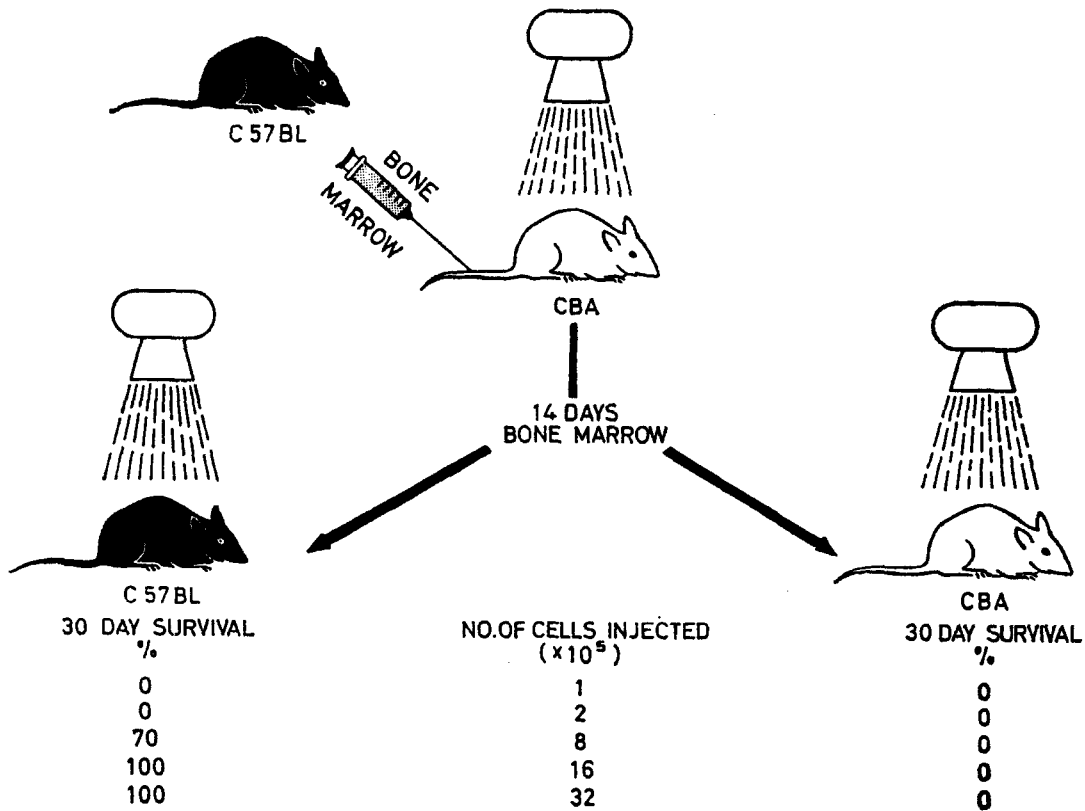 C 57BL
BONE
MARROW
CBA
14 DAYS
BONE MARROW
C 57BL
CBA
30 DAY SURVIVAL
%
NO. OF CELLS INJECTED
(×10⁵)
30 DAY SURVIVAL
%
0 1 0
0 2 0
70 8 0
100 16 0
100 32 0